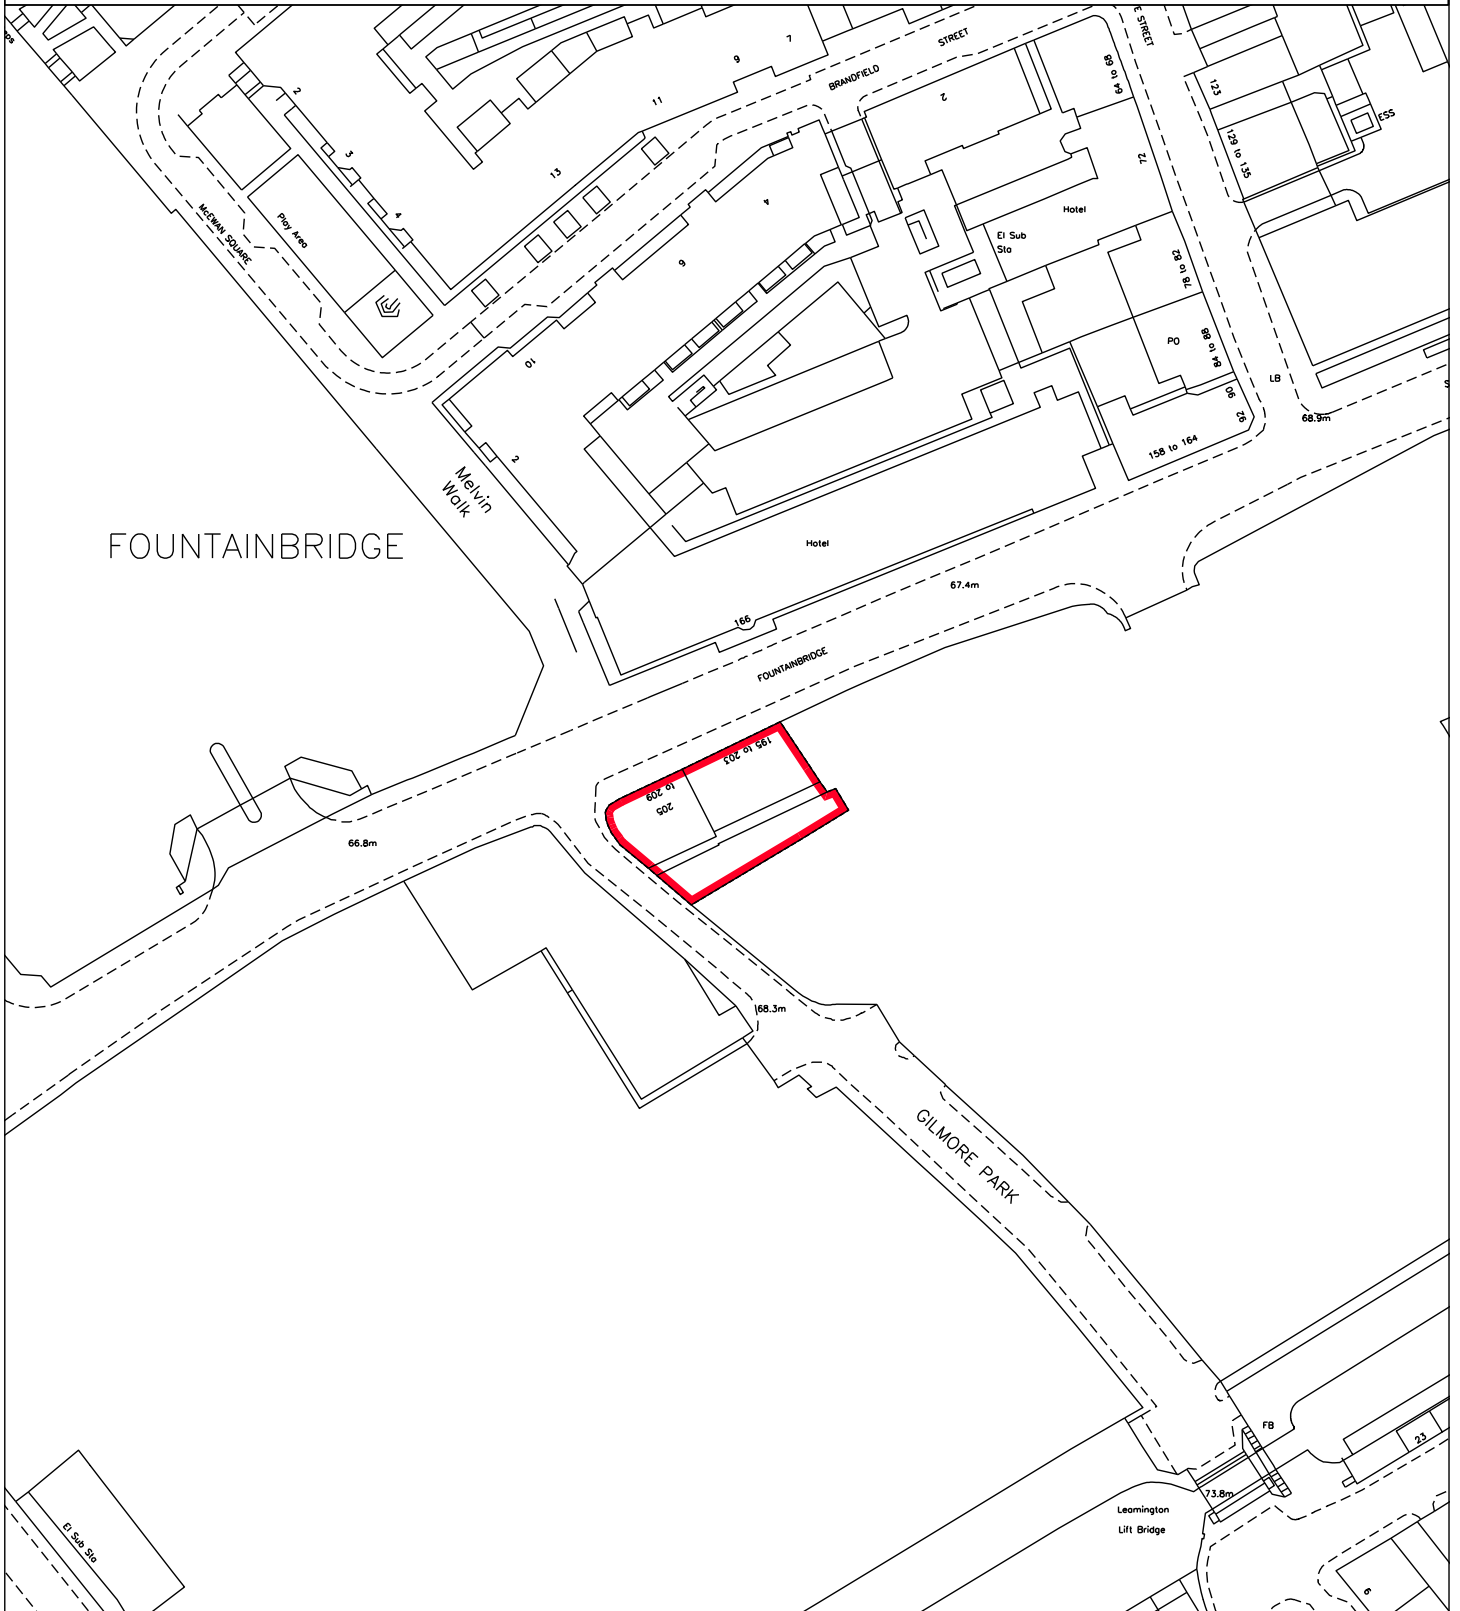 7
9
STREET
BRANDFIELD
11
13
2
3
4
Play Area
McEWAN SQUARE
2
4
6
10
2
Melvin
Walk
64 to 68
72
E STREET
123
129 to 135
ESS
Hotel
El Sub
Sta
78 to 82
PO
84 to 88
90
92
LB
68.9m
158 to 164
FOUNTAINBRIDGE
Hotel
67.4m
166
FOUNTAINBRIDGE
195 to 203
205
to 209
66.8m
68.3m
GILMORE PARK
FB
23
73.8m
Leamington
Lift Bridge
El Sub Sta